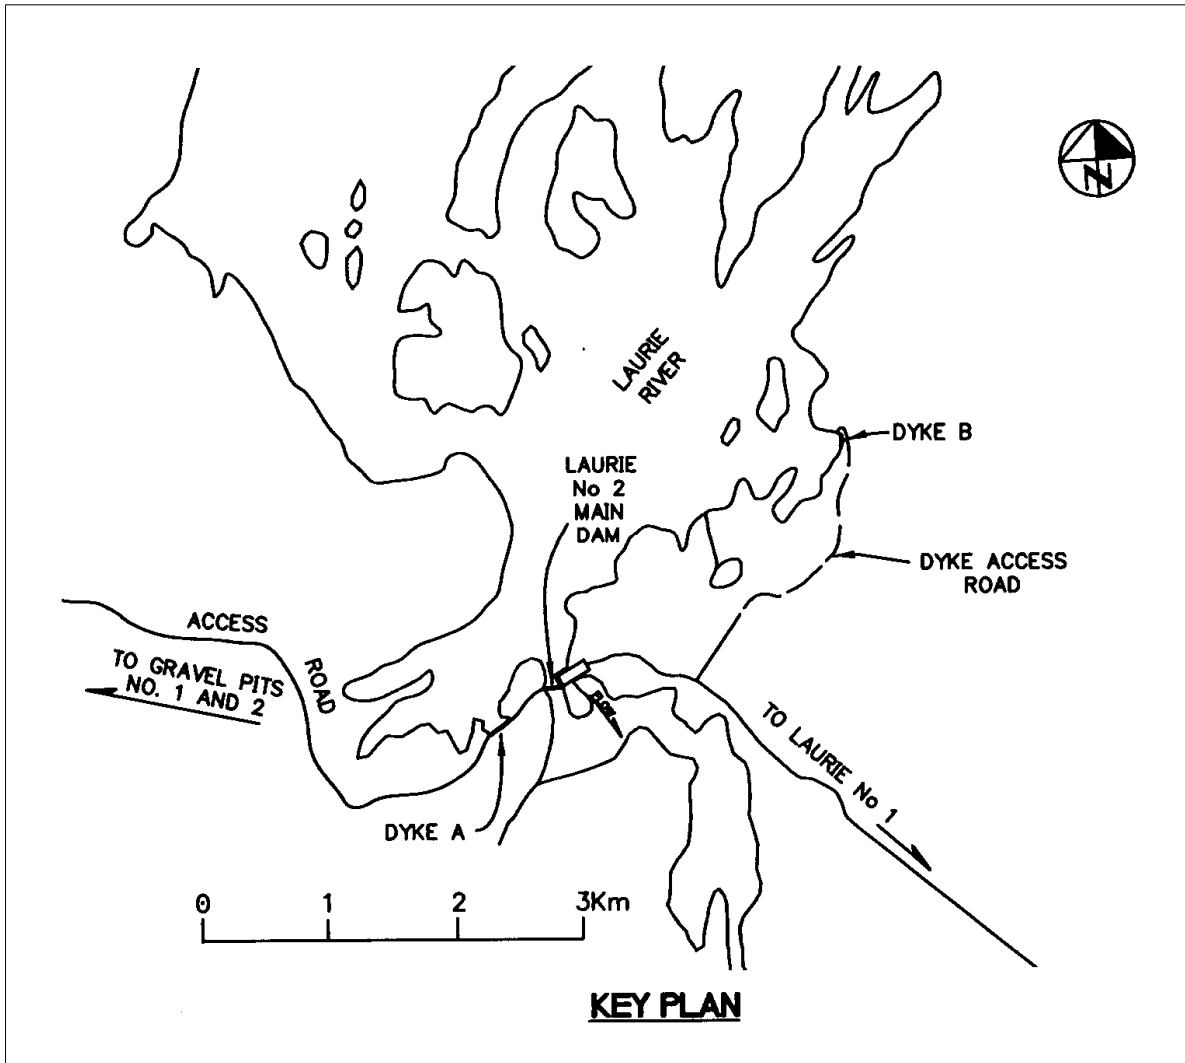 N
LAURIE
RIVER
DYKE B
LAURIE
No 2
MAIN
DAM
DYKE ACCESS
ROAD
ACCESS
ROAD
TO GRAVEL PITS
NO. 1 AND 2
FLOW
TO LAURIE No 1
DYKE A
0 1 2 3Km
KEY PLAN